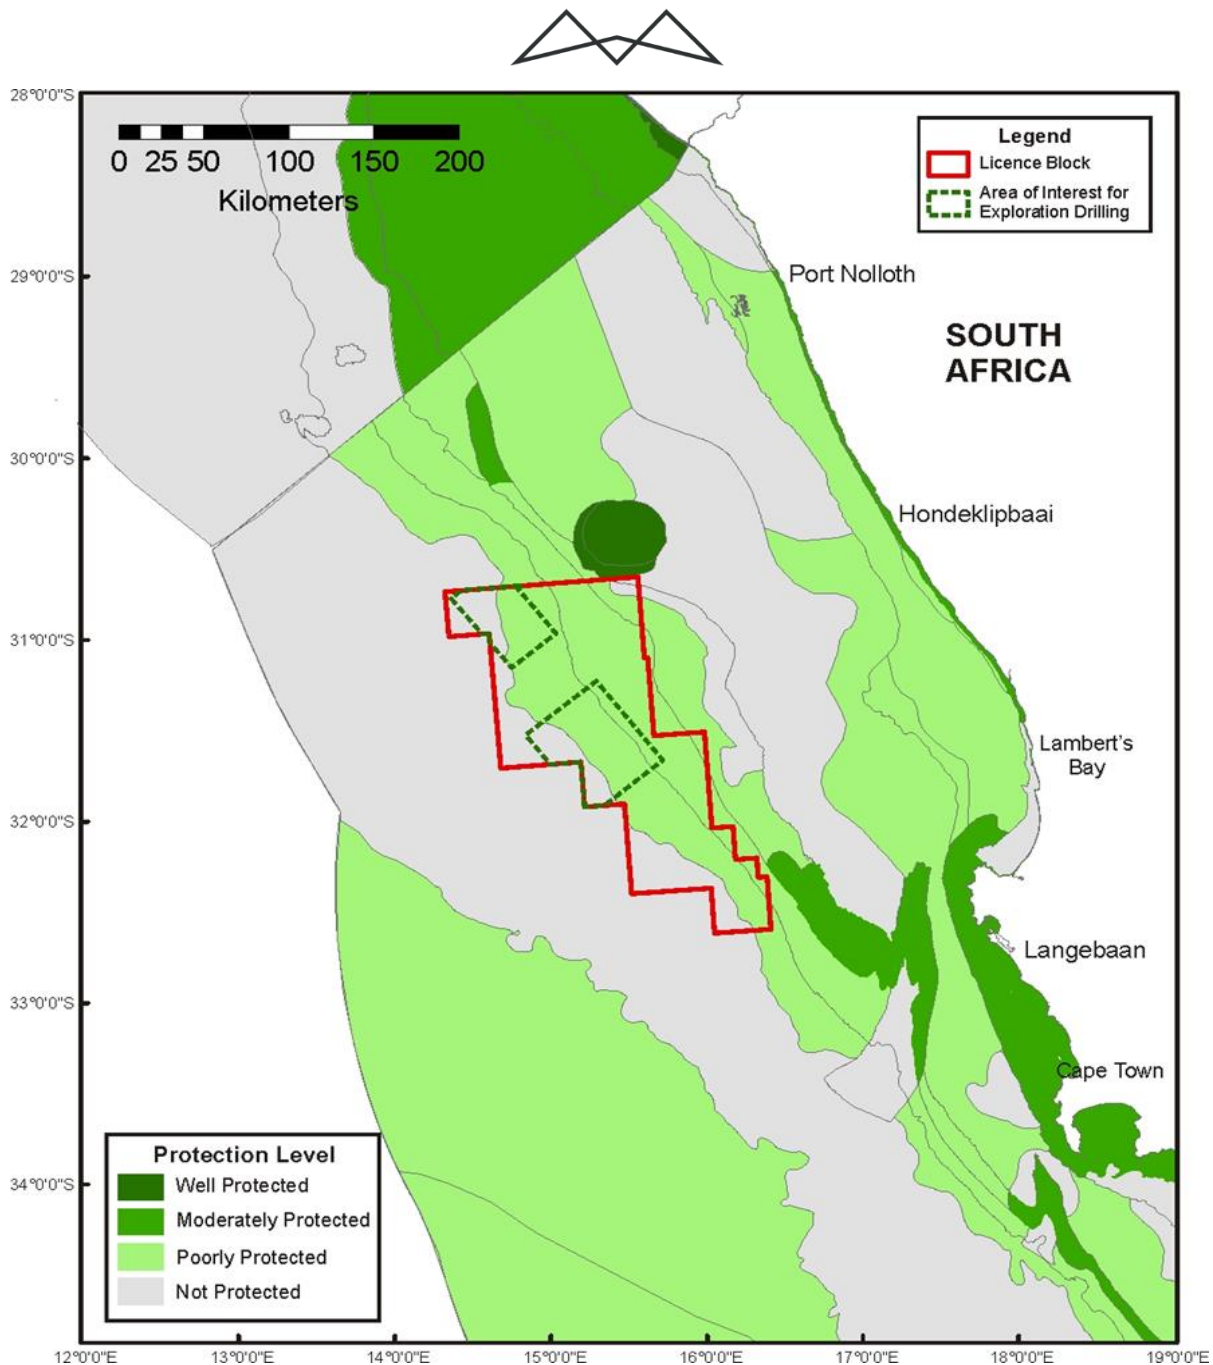 28°0'0"S
0 25 50 100 150 200
Kilometers
Legend
Licence Block
Area of Interest for
Exploration Drilling
29°0'0"S
Port Nolloth
SOUTH
AFRICA
30°0'0"S
Hondeklipbaai
31°0'0"S
Lambert's
Bay
32°0'0"S
Langebaan
33°0'0"S
Cape Town
Protection Level
Well Protected
Moderately Protected
Poorly Protected
Not Protected
34°0'0"S
12°0'0"E 13°0'0"E 14°0'0"E 15°0'0"E 16°0'0"E 17°0'0"E 18°0'0"E 19°0'0"E